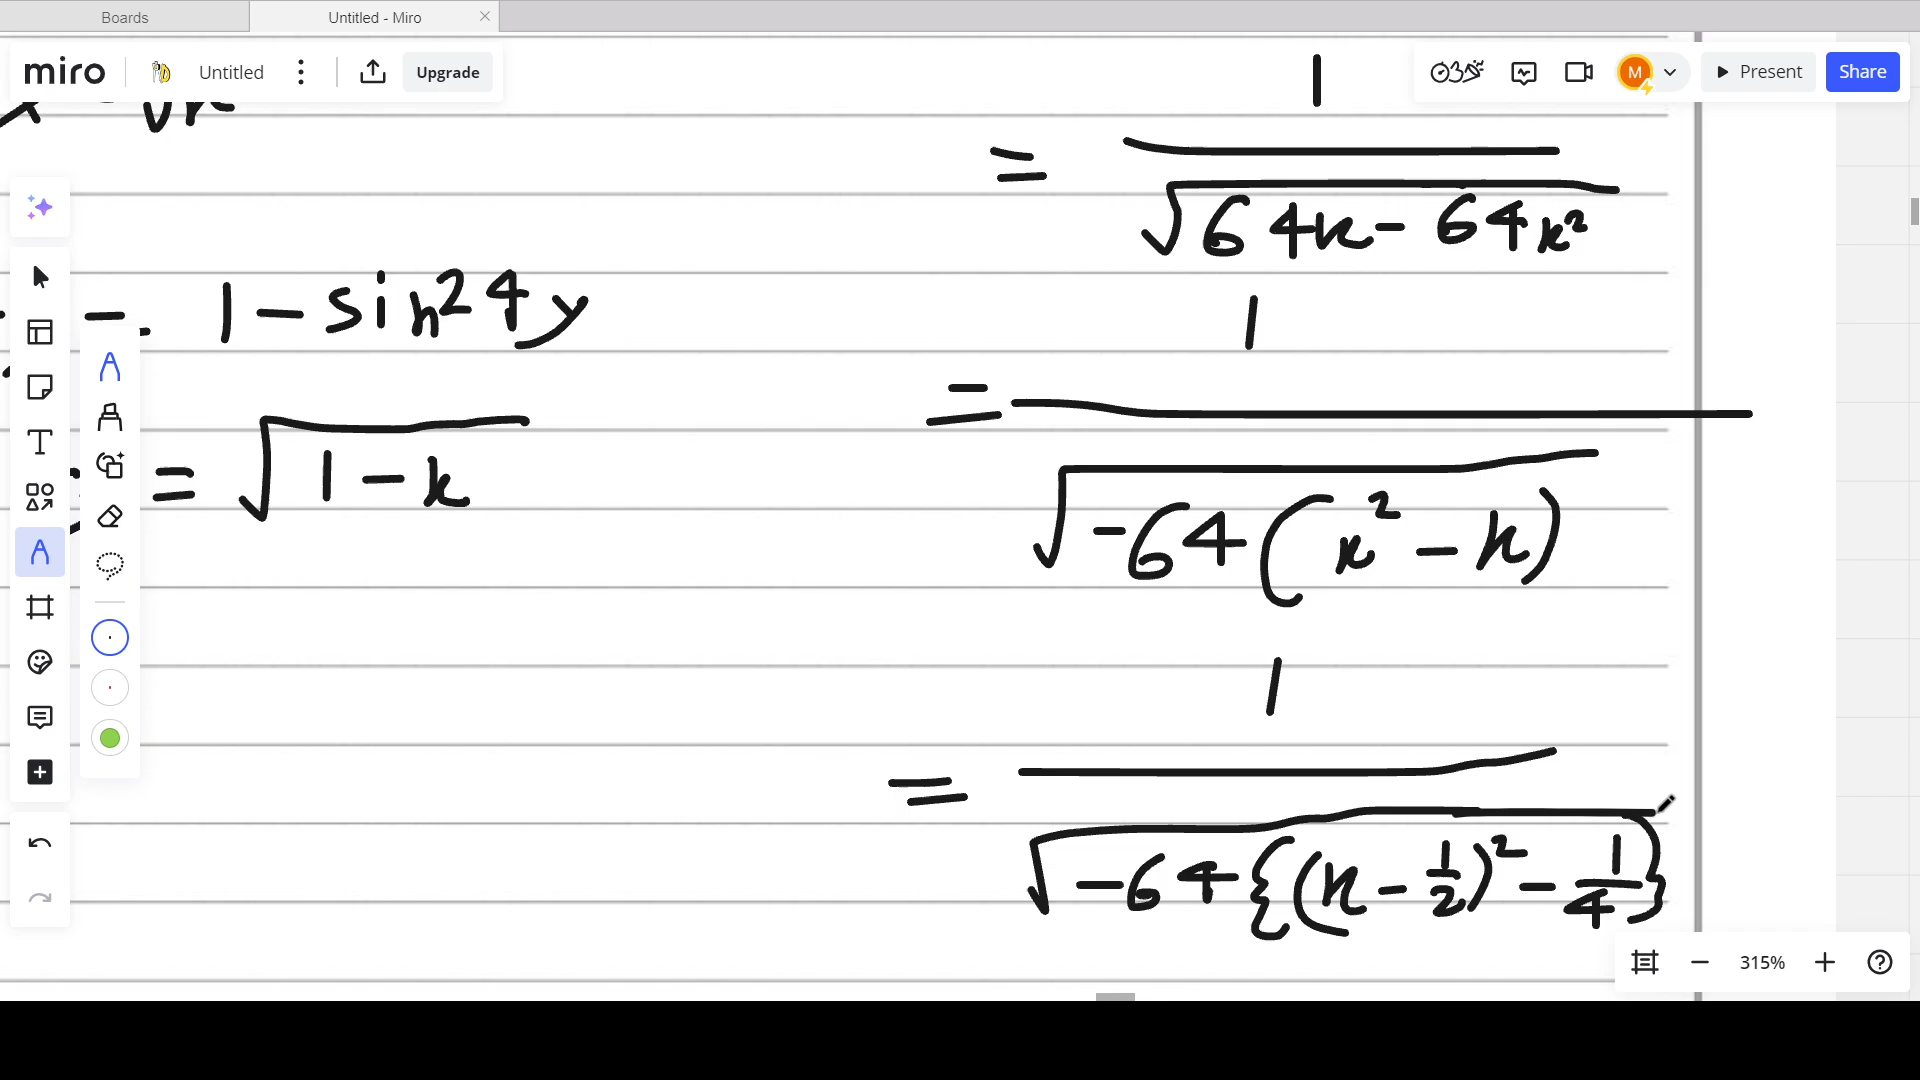 Boards
Untitled - Miro
miro
Untitled
Upgrade
M
Present
Share
= 1 / √(64x - 64x²)
= 1 - sin²4y
= √(1 - x)
= 1 / √(-64(x² - x))
= 1 / √(-64{(x - 1/2)² - 1/4})
T
315%